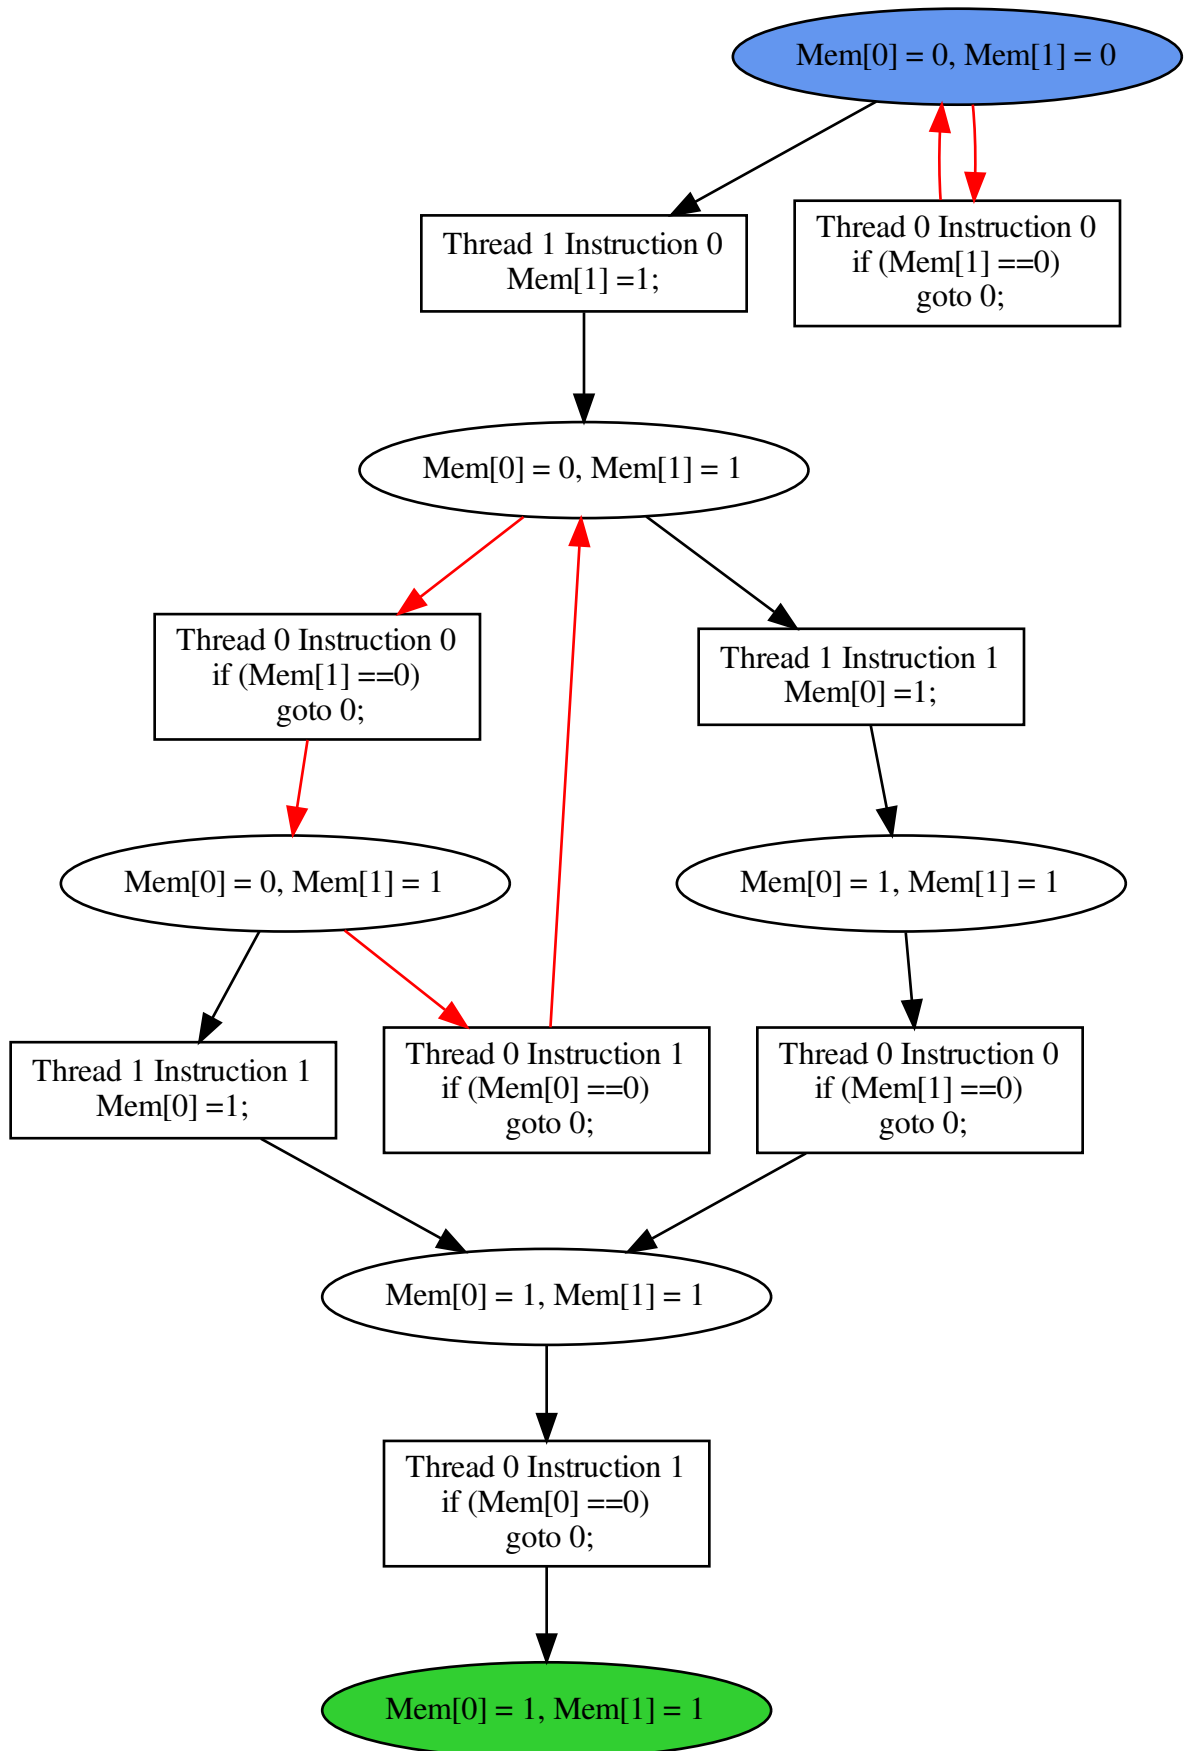 Mem[0] = 0, Mem[1] = 0
Thread 1 Instruction 0
Mem[1] =1;
Thread 0 Instruction 0
if (Mem[1] ==0)
goto 0;
Mem[0] = 0, Mem[1] = 1
Thread 0 Instruction 0
if (Mem[1] ==0)
goto 0;
Thread 1 Instruction 1
Mem[0] =1;
Mem[0] = 0, Mem[1] = 1
Mem[0] = 1, Mem[1] = 1
Thread 1 Instruction 1
Mem[0] =1;
Thread 0 Instruction 1
if (Mem[0] ==0)
goto 0;
Thread 0 Instruction 0
if (Mem[1] ==0)
goto 0;
Mem[0] = 1, Mem[1] = 1
Thread 0 Instruction 1
if (Mem[0] ==0)
goto 0;
Mem[0] = 1, Mem[1] = 1